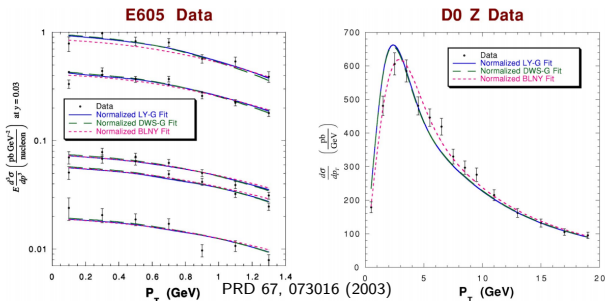 E605 Data
E d³σ/dp³ (pb GeV⁻² / nucleon) at y = 0.03
1
0.1
0.01
Data
Normalized LY-G Fit
Normalized DWS-G Fit
Normalized BLNY Fit
0 0.2 0.4 0.6 0.8 1 1.2 1.4
P_T (GeV)
D0 Z Data
dσ/dp_T (pb/GeV)
700
600
500
400
300
200
100
0
Data
Normalized LY-G Fit
Normalized DWS-G Fit
Normalized BLNY Fit
0 5 10 15 20
P_T (GeV)
PRD 67, 073016 (2003)